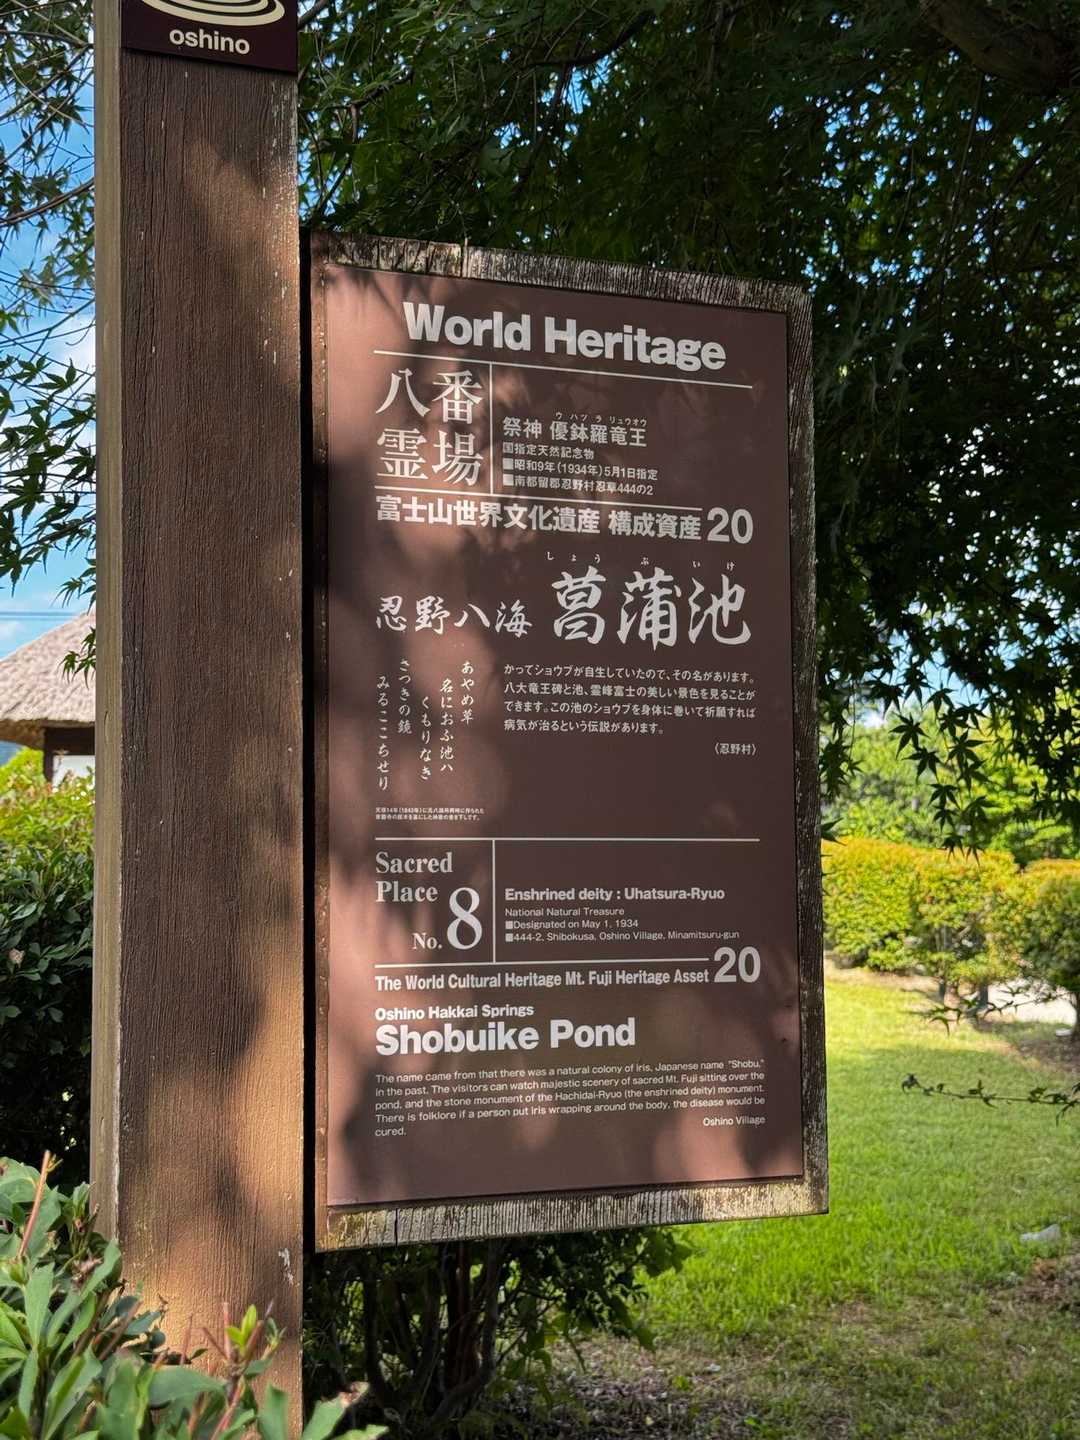 oshino
World Heritage
八番
霊場
ウハツラリュウオウ
祭神 優鉢羅竜王
国指定天然記念物
■昭和9年(1934年)5月1日指定
■南都留郡忍野村忍草444の2
富士山世界文化遺産 構成資産 20
しょうぶいけ
忍野八海 菖蒲池
あやめ草
名におふ池ハ
くもりなき
さつきの鏡
みるここちせり
かつてショウブが自生していたので、その名があります。
八大竜王碑と池、霊峰富士の美しい景色を見ることが
できます。この池のショウブを身体に巻いて祈願すれば
病気が治るという伝説があります。
(忍野村)
Sacred
Place
No. 8
Enshrined deity : Uhatsura-Ryuo
National Natural Treasure
■Designated on May 1, 1934
■444-2, Shibokusa, Oshino Village, Minamitsuru-gun
The World Cultural Heritage Mt. Fuji Heritage Asset 20
Oshino Hakkai Springs
Shobuike Pond
The name came from that there was a natural colony of iris, Japanese name "Shobu,"
in the past. The visitors can watch majestic scenery of sacred Mt. Fuji sitting over the
pond, and the stone monument of the Hachidai-Ryuo (the enshrined deity) monument.
There is folklore if a person put iris wrapping around the body, the disease would be
cured.
Oshino Village